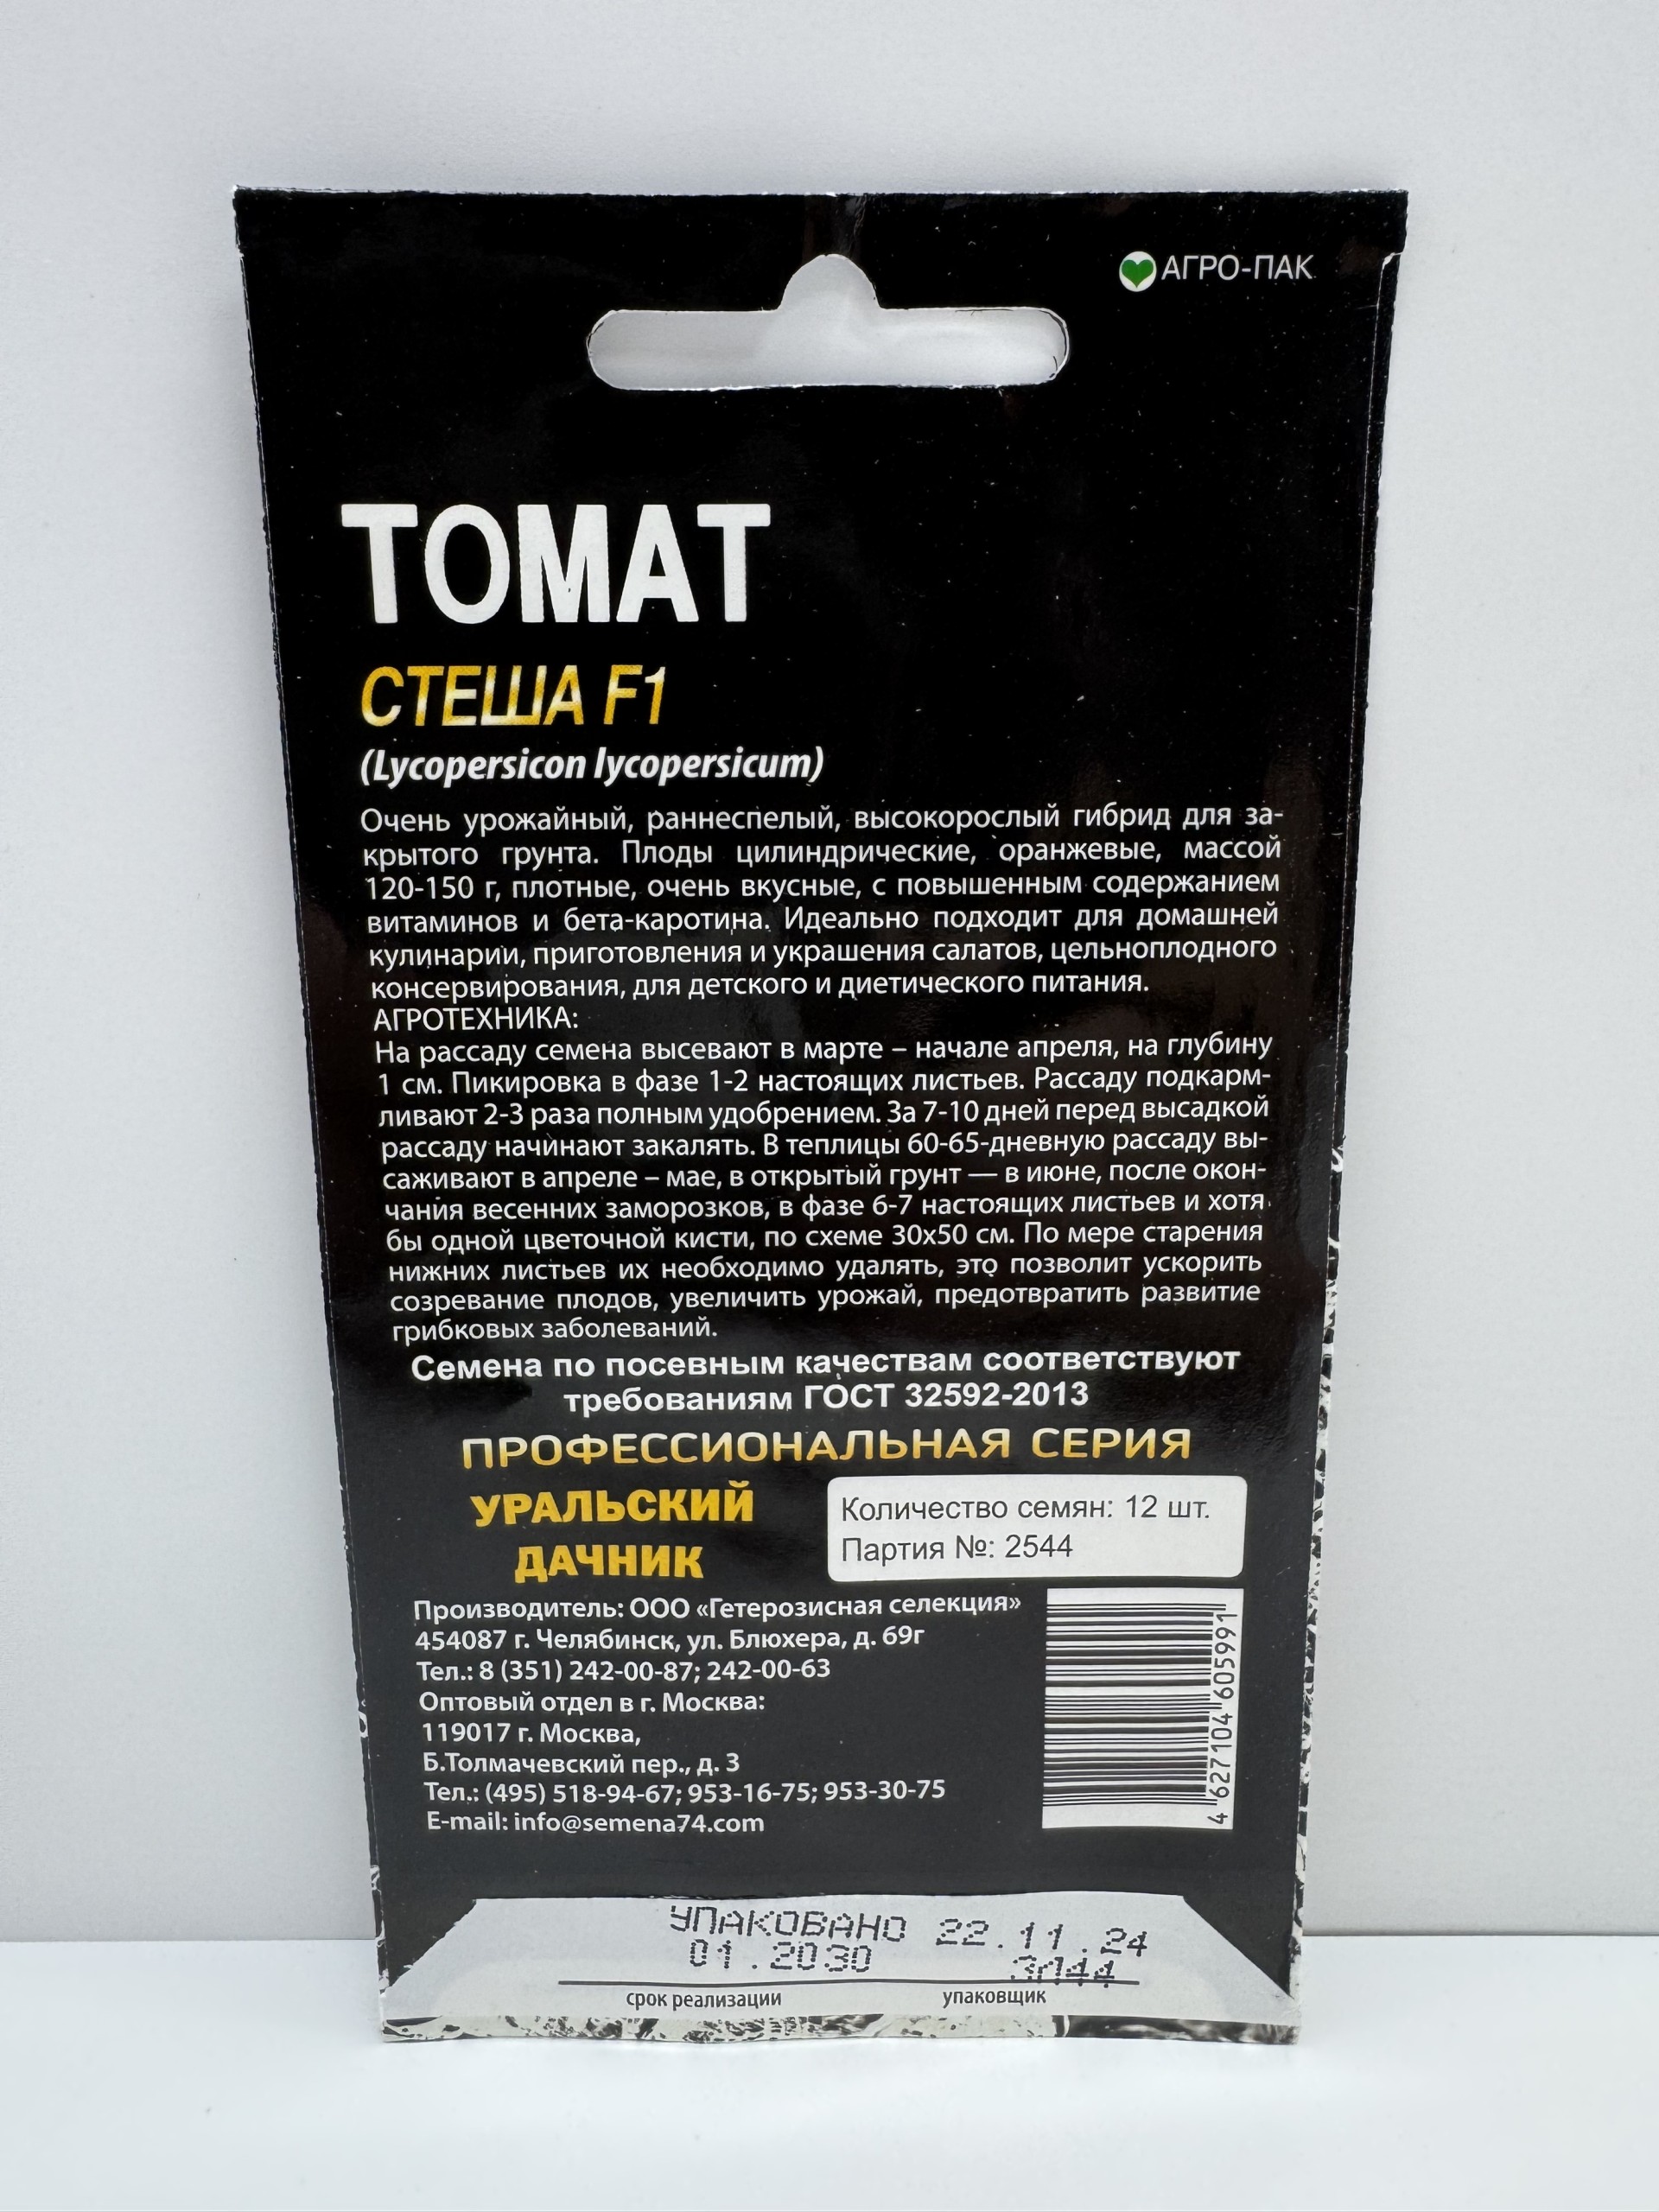 АГРО-ПАК
ТОМАТ
СТЕША F1
(Lycopersicon lycopersicum)
Очень урожайный, раннеспелый, высокорослый гибрид для за-
крытого грунта. Плоды цилиндрические, оранжевые, массой
120-150 г, плотные, очень вкусные, с повышенным содержанием
витаминов и бета-каротина. Идеально подходит для домашней
кулинарии, приготовления и украшения салатов, цельноплодного
консервирования, для детского и диетического питания.
АГРОТЕХНИКА:
На рассаду семена высевают в марте – начале апреля, на глубину
1 см. Пикировка в фазе 1-2 настоящих листьев. Рассаду подкарм-
ливают 2-3 раза полным удобрением. За 7-10 дней перед высадкой
рассаду начинают закалять. В теплицы 60-65-дневную рассаду вы-
саживают в апреле – мае, в открытый грунт — в июне, после окон-
чания весенних заморозков, в фазе 6-7 настоящих листьев и хотя
бы одной цветочной кисти, по схеме 30х50 см. По мере старения
нижних листьев их необходимо удалять, это позволит ускорить
созревание плодов, увеличить урожай, предотвратить развитие
грибковых заболеваний.
Семена по посевным качествам соответствуют
требованиям ГОСТ 32592-2013
ПРОФЕССИОНАЛЬНАЯ СЕРИЯ
УРАЛЬСКИЙ
ДАЧНИК
Количество семян: 12 шт.
Партия №: 2544
Производитель: ООО «Гетерозисная селекция»
454087 г. Челябинск, ул. Блюхера, д. 69г
Тел.: 8 (351) 242-00-87; 242-00-63
Оптовый отдел в г. Москва:
119017 г. Москва,
Б.Толмачевский пер., д. 3
Тел.: (495) 518-94-67; 953-16-75; 953-30-75
E-mail: info@semena74.com
4 627104 605991
УПАКОВАНО 22.11.24
01.2030
срок реализации упаковщик